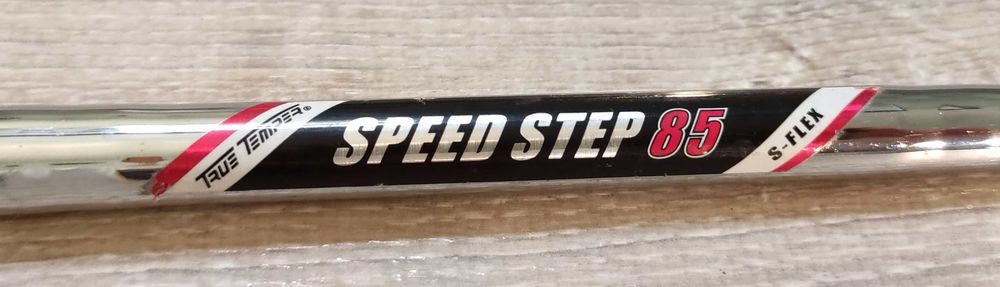 TRUE TEMPER®
SPEED STEP 85
S-FLEX